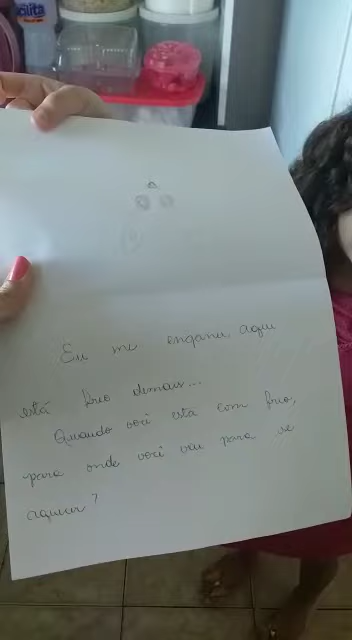 cilita
Eu me enganei aqui
está frio demais...
Quando você está com frio,
para onde você vai para se
aquecer?